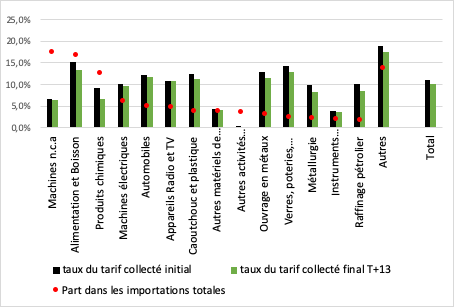 25,0%
20,0%
15,0%
10,0%
5,0%
0,0%
Machines n.c.a
Alimentation et Boisson
Produits chimiques
Machines électriques
Automobiles
Appareils Radio et TV
Caoutchouc et plastique
Autres matériels de…
Autres activités…
Ouvrage en métaux
Verres, poteries,…
Métallurgie
Instruments…
Raffinage pétrolier
Autres
Total
taux du tarif collecté initial
taux du tarif collecté final T+13
Part dans les importations totales